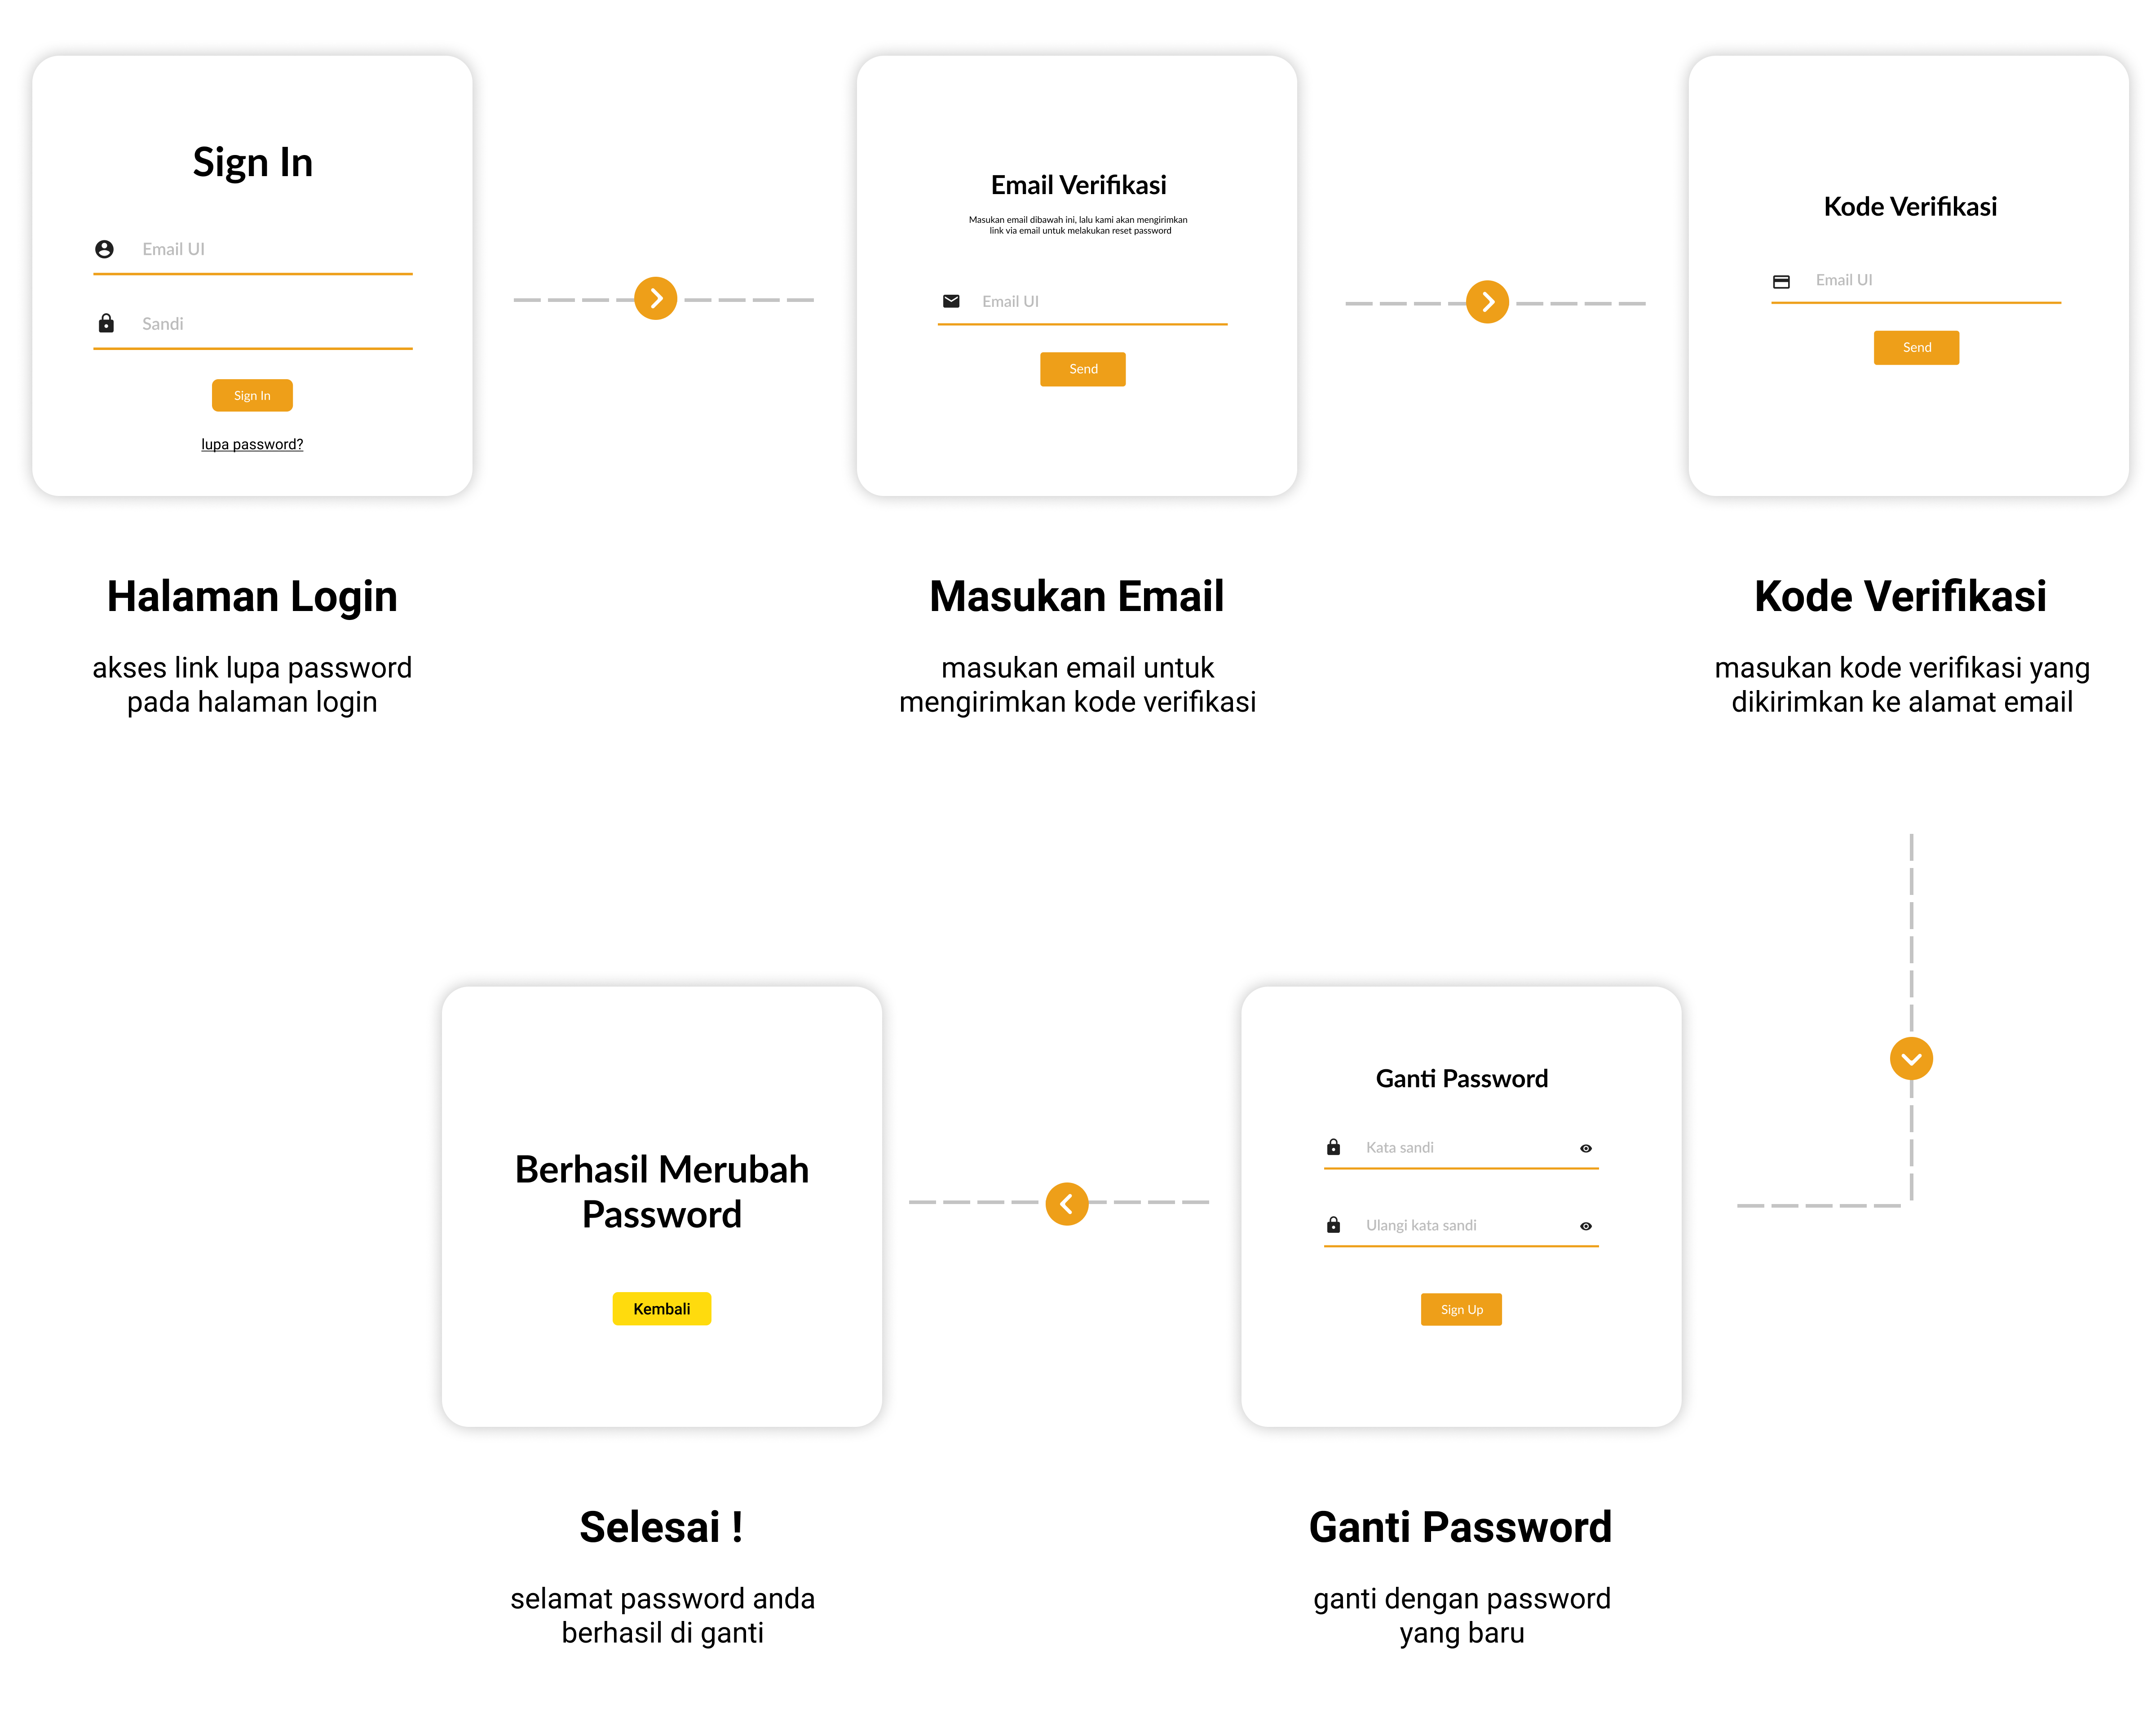 Sign In
Email UI
Sandi
Sign In
lupa password?
Halaman Login
akses link lupa password
pada halaman login
Email Verifikasi
Masukan email dibawah ini, lalu kami akan mengirimkan
link via email untuk melakukan reset password
Email UI
Send
Masukan Email
masukan email untuk
mengirimkan kode verifikasi
Kode Verifikasi
Email UI
Send
Kode Verifikasi
masukan kode verifikasi yang
dikirimkan ke alamat email
Ganti Password
Kata sandi
Ulangi kata sandi
Sign Up
Ganti Password
ganti dengan password
yang baru
Berhasil Merubah
Password
Kembali
Selesai !
selamat password anda
berhasil di ganti